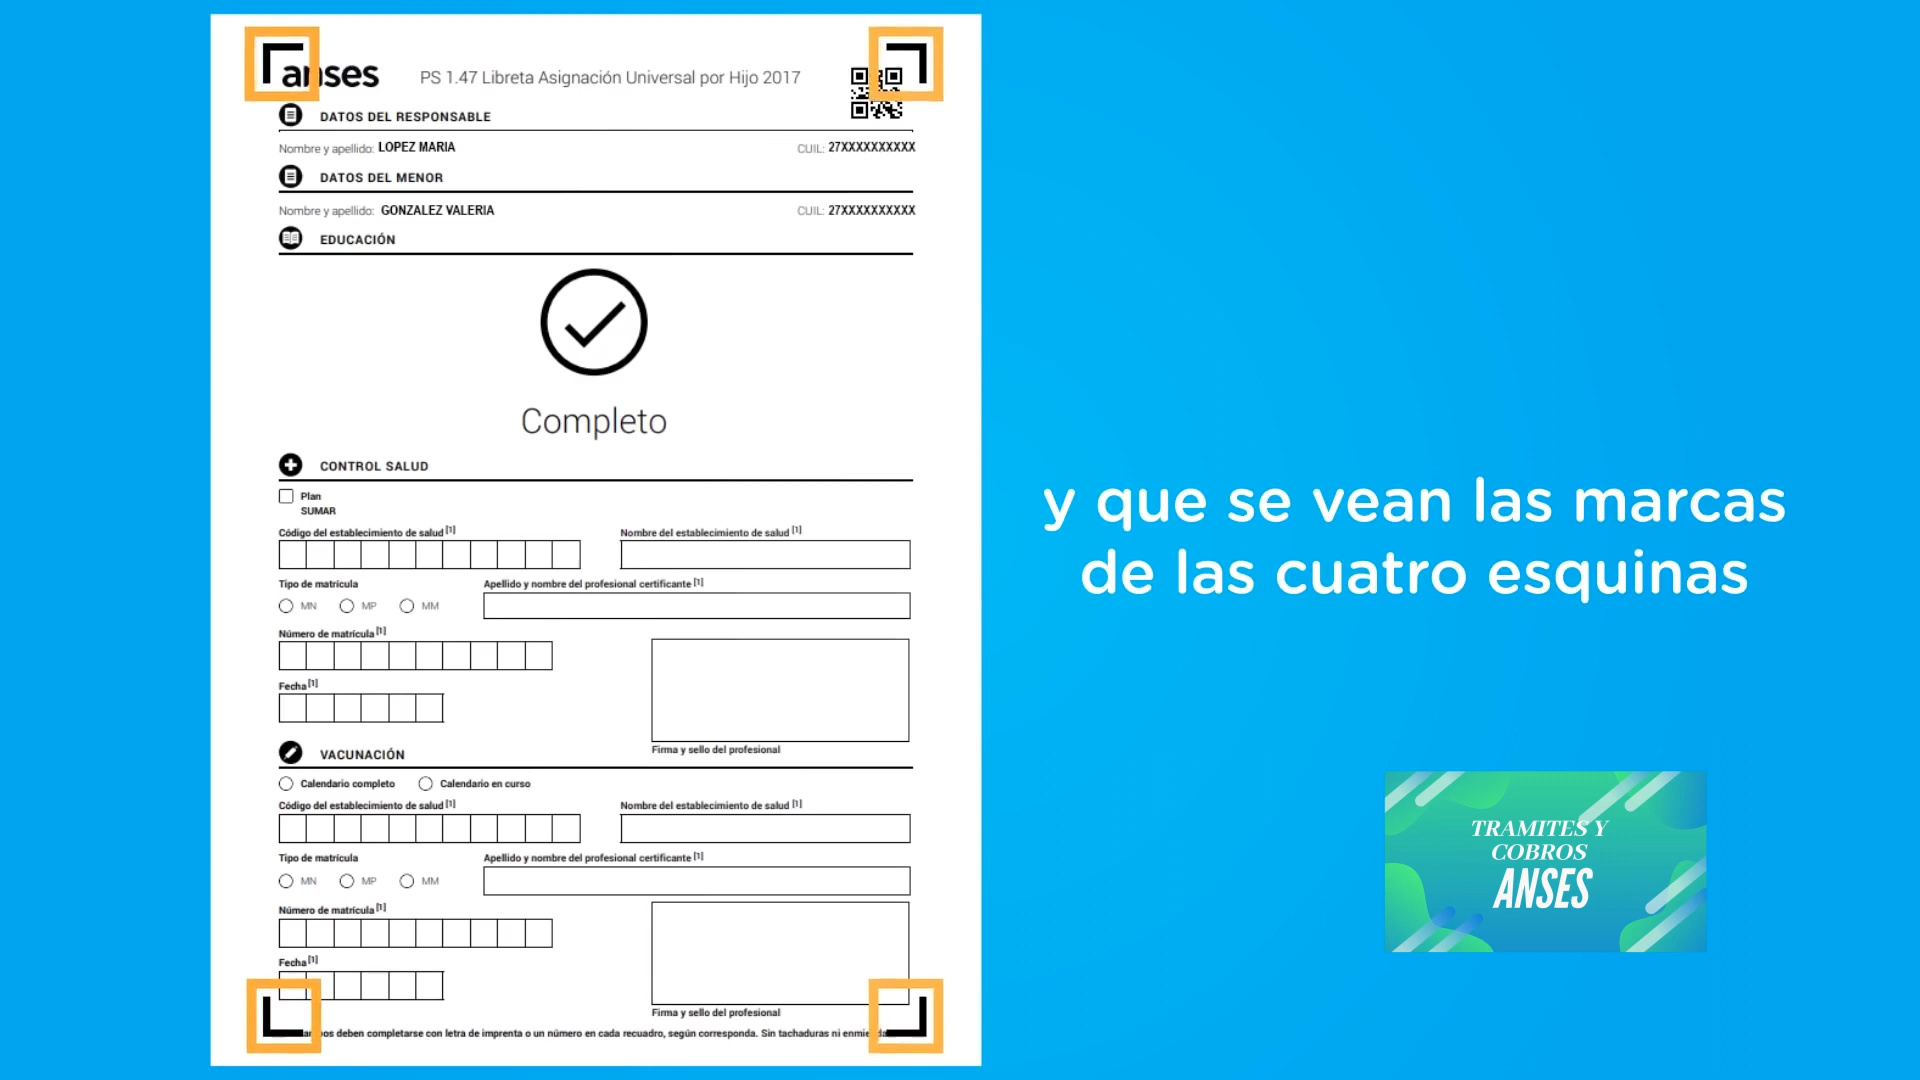 anses
PS 1.47 Libreta Asignación Universal por Hijo 2017
DATOS DEL RESPONSABLE
Nombre y apellido: LOPEZ MARIA
CUIL: 27XXXXXXXXXX
DATOS DEL MENOR
Nombre y apellido: GONZALEZ VALERIA
CUIL: 27XXXXXXXXXX
EDUCACIÓN
Completo
CONTROL SALUD
Plan
SUMAR
Código del establecimiento de salud [1]
Nombre del establecimiento de salud [1]
Tipo de matrícula
Apellido y nombre del profesional certificante [1]
MN MP MM
Número de matrícula [1]
Fecha [1]
Firma y sello del profesional
VACUNACIÓN
Calendario completo Calendario en curso
Código del establecimiento de salud [1]
Nombre del establecimiento de salud [1]
Tipo de matrícula
Apellido y nombre del profesional certificante [1]
MN MP MM
Número de matrícula [1]
Fecha [1]
Firma y sello del profesional
deben completarse con letra de imprenta o un número en cada recuadro, según corresponda. Sin tachaduras ni
y que se vean las marcas
de las cuatro esquinas
TRAMITES Y
COBROS
ANSES